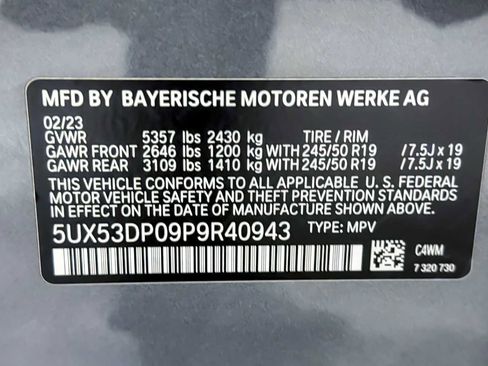 MFD BY BAYERISCHE MOTOREN WERKE AG
02/23
GVWR 5357 lbs 2430 kg TIRE / RIM
GAWR FRONT 2646 lbs 1200 kg WITH 245/50 R19 /7.5J x 19
GAWR REAR 3109 lbs 1410 kg WITH 245/50 R19 /7.5J x 19
THIS VEHICLE CONFORMS TO ALL APPLICABLE U. S. FEDERAL
MOTOR VEHICLE SAFETY AND THEFT PREVENTION STANDARDS
IN EFFECT ON THE DATE OF MANUFACTURE SHOWN ABOVE.
5UX53DP09P9R40943 TYPE: MPV
C4WM
7 320 730